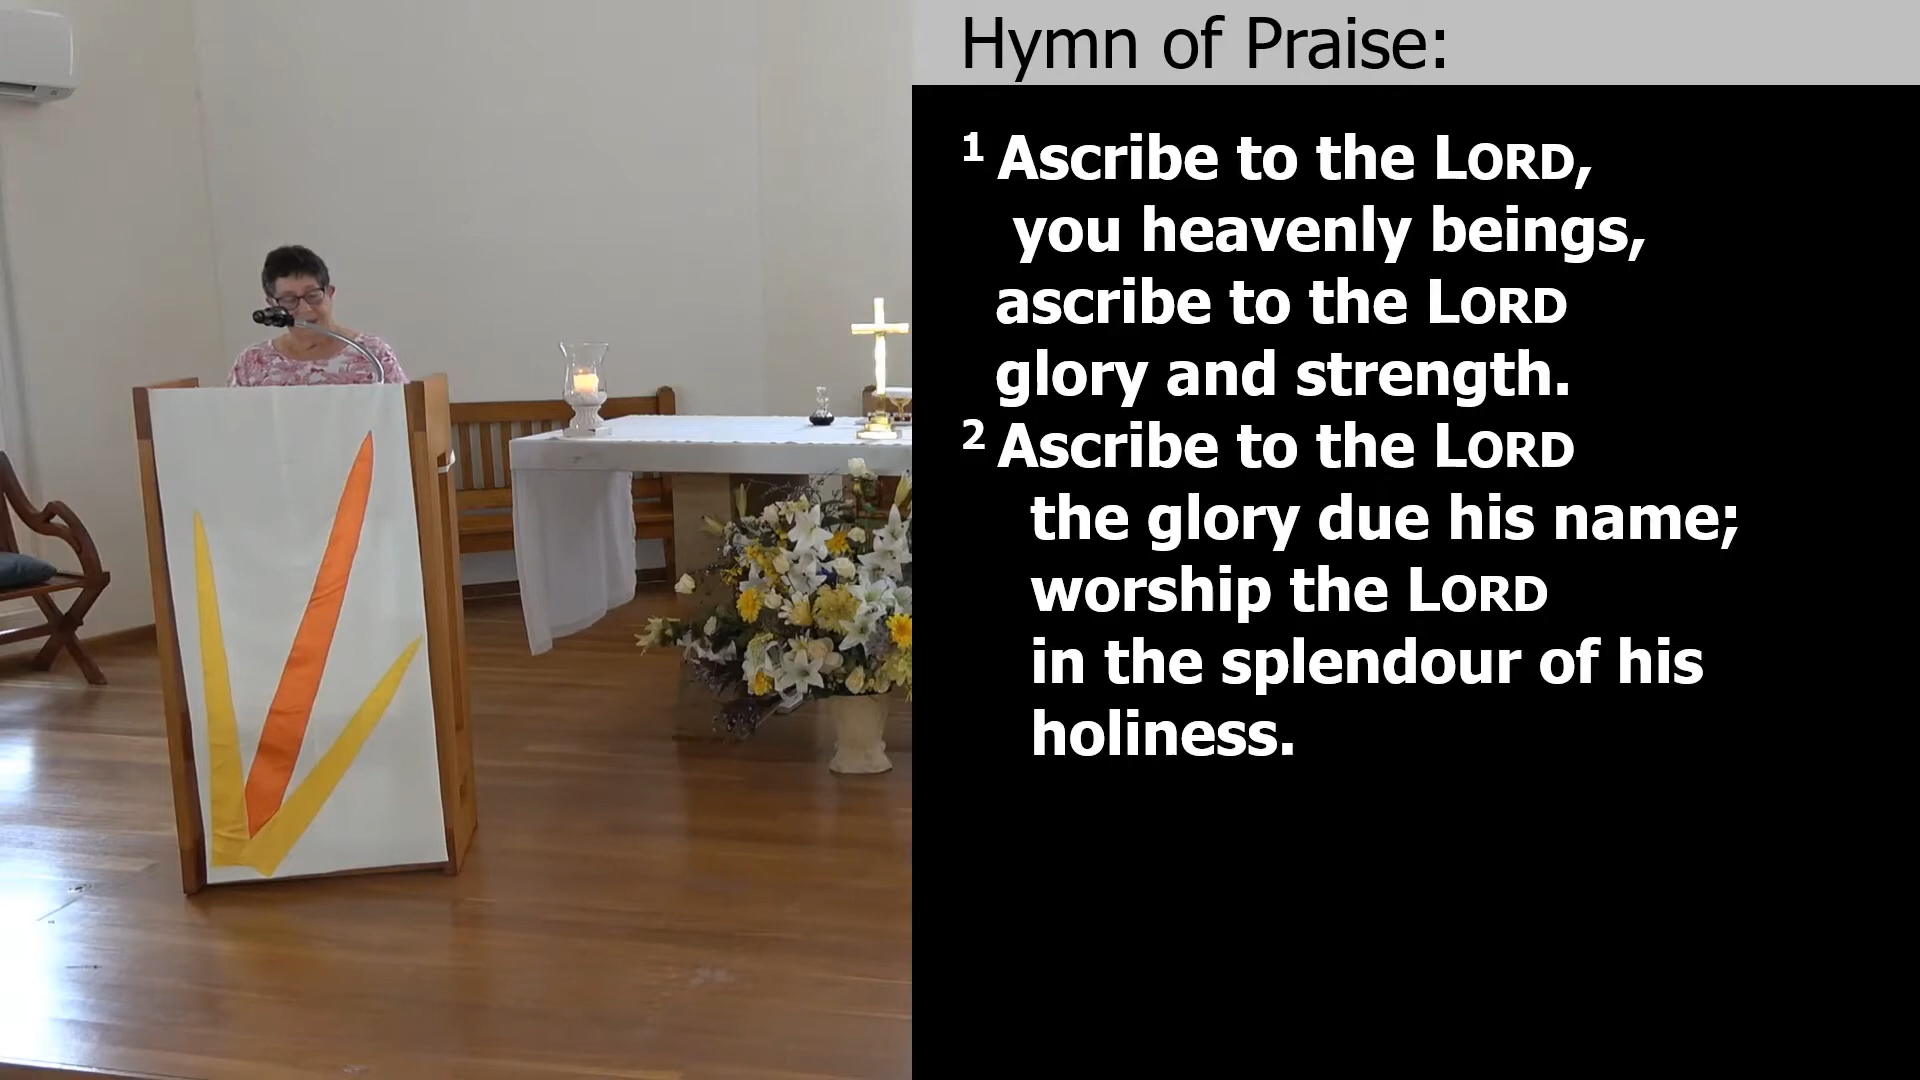 Hymn of Praise:
1 Ascribe to the LORD,
you heavenly beings,
ascribe to the LORD
glory and strength.
2 Ascribe to the LORD
the glory due his name;
worship the LORD
in the splendour of his
holiness.